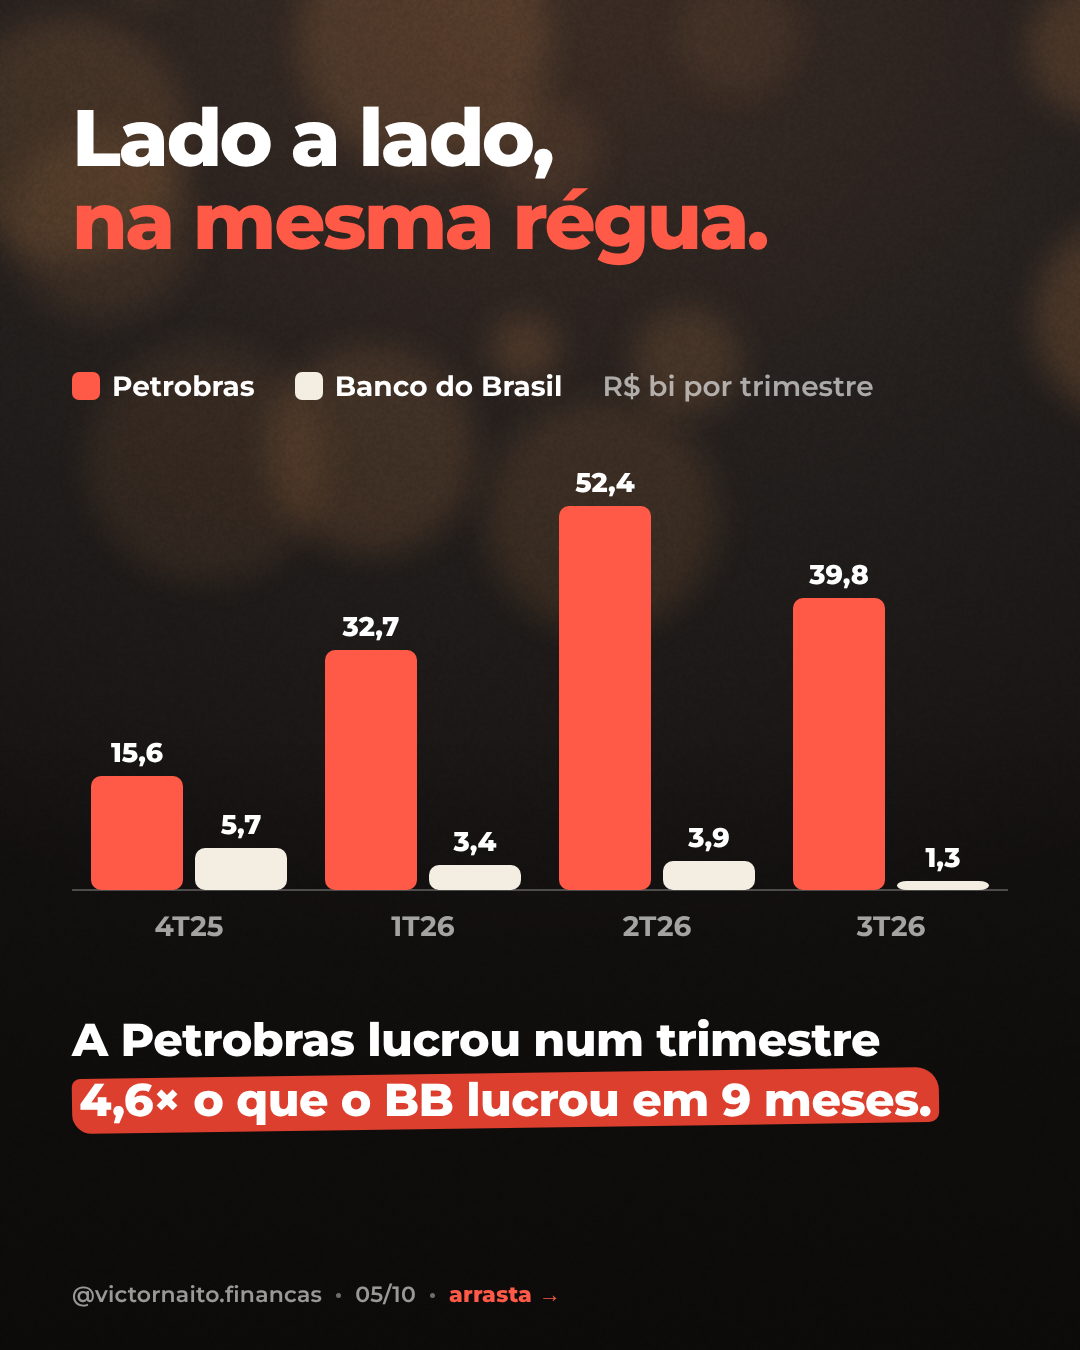 Lado a lado,
na mesma régua.
Petrobras Banco do Brasil R$ bi por trimestre
52,4
39,8
32,7
15,6
5,7
3,4
3,9
1,3
4T25 1T26 2T26 3T26
A Petrobras lucrou num trimestre
4,6× o que o BB lucrou em 9 meses.
@victornaito.financas • 05/10 • arrasta →